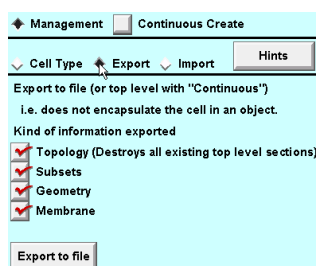 Management Continuous Create
Cell Type Export Import Hints
Export to file (or top level with "Continuous")
i.e. does not encapsulate the cell in an object.
Kind of information exported
Topology (Destroys all existing top level sections)
Subsets
Geometry
Membrane
Export to file